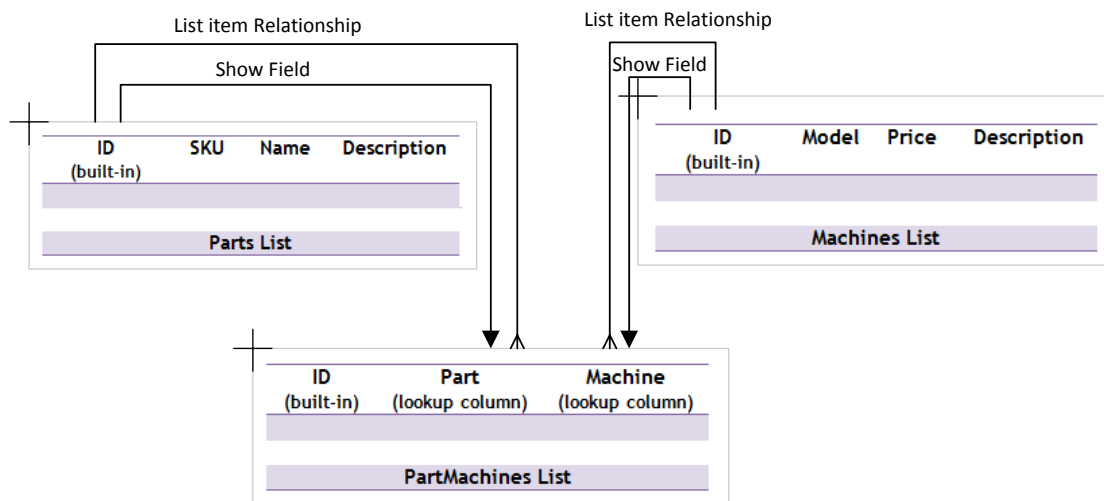 List item Relationship
Show Field
List item Relationship
Show Field
ID SKU Name Description
(built-in)
Parts List
ID Model Price Description
(built-in)
Machines List
ID Part Machine
(built-in) (lookup column) (lookup column)
PartMachines List